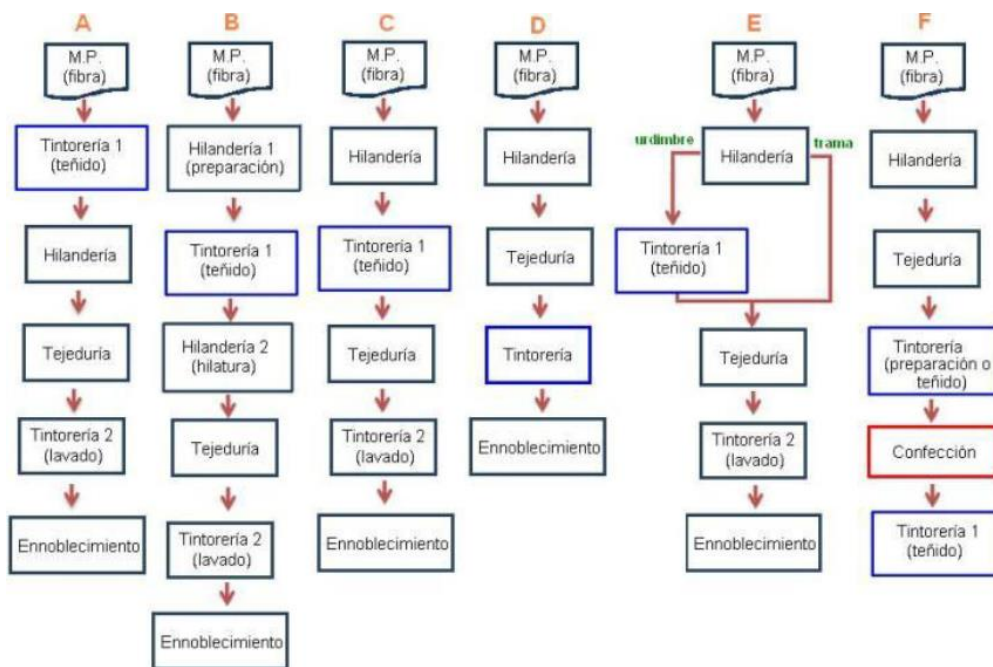 A
M.P.
(fibra)
Tintorería 1
(teñido)
Hilandería
Tejeduría
Tintorería 2
(lavado)
Ennoblecimiento
B
M.P.
(fibra)
Hilandería 1
(preparación)
Tintorería 1
(teñido)
Hilandería 2
(hilatura)
Tejeduría
Tintorería 2
(lavado)
Ennoblecimiento
C
M.P.
(fibra)
Hilandería
Tintorería 1
(teñido)
Tejeduría
Tintorería 2
(lavado)
Ennoblecimiento
D
M.P.
(fibra)
Hilandería
Tejeduría
Tintorería
Ennoblecimiento
E
M.P.
(fibra)
urdimbre
Hilandería
trama
Tintorería 1
(teñido)
Tejeduría
Tintorería 2
(lavado)
Ennoblecimiento
F
M.P.
(fibra)
Hilandería
Tejeduría
Tintorería
(preparación o
teñido)
Confección
Tintorería 1
(teñido)